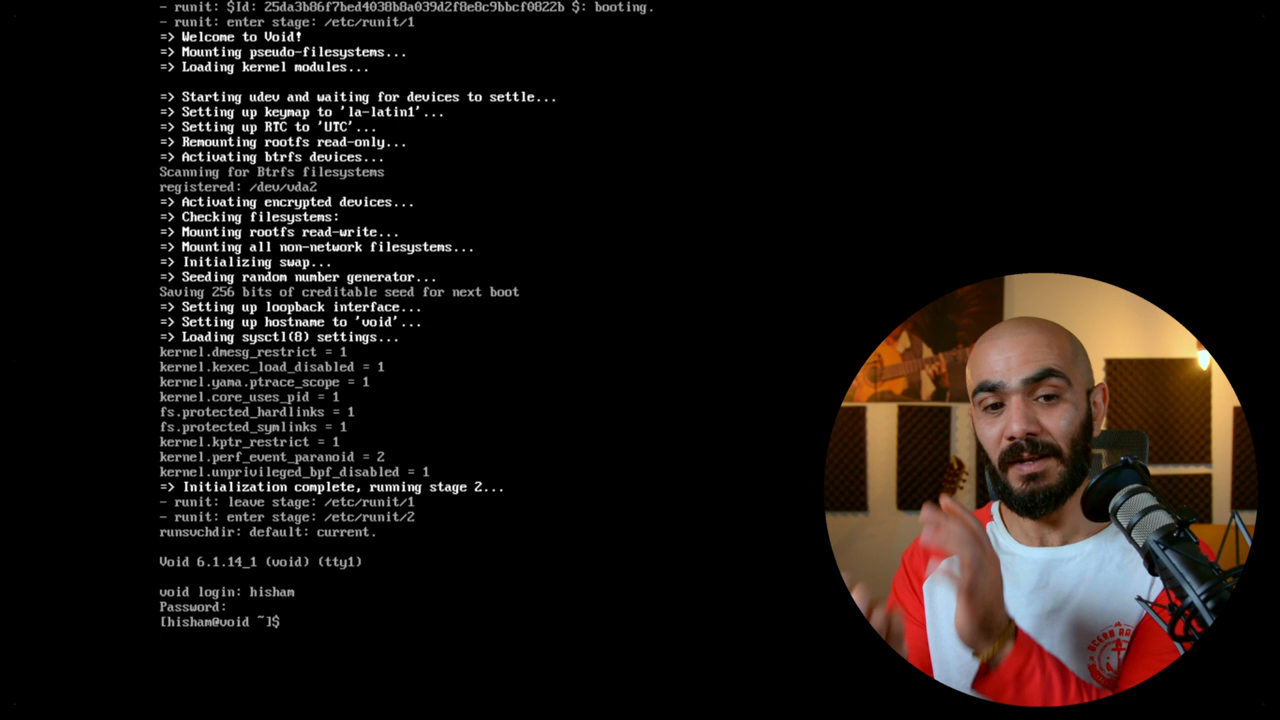 - runit: $Id: 25da3b86f7bed4038b8a039d2f8e8c9bbcf0822b $: booting.
- runit: enter stage: /etc/runit/1
=> Welcome to Void!
=> Mounting pseudo-filesystems...
=> Loading kernel modules...
=> Starting udev and waiting for devices to settle...
=> Setting up keymap to 'la-latin1'...
=> Setting up RTC to 'UTC'...
=> Remounting rootfs read-only...
=> Activating btrfs devices...
Scanning for Btrfs filesystems
registered: /dev/vda2
=> Activating encrypted devices...
=> Checking filesystems:
=> Mounting rootfs read-write...
=> Mounting all non-network filesystems...
=> Initializing swap...
=> Seeding random number generator...
Saving 256 bits of creditable seed for next boot
=> Setting up loopback interface...
=> Setting up hostname to 'void'...
=> Loading sysctl(8) settings...
kernel.dmesg_restrict = 1
kernel.kexec_load_disabled = 1
kernel.yama.ptrace_scope = 1
kernel.core_uses_pid = 1
fs.protected_hardlinks = 1
fs.protected_symlinks = 1
kernel.kptr_restrict = 1
kernel.perf_event_paranoid = 2
kernel.unprivileged_bpf_disabled = 1
=> Initialization complete, running stage 2...
- runit: leave stage: /etc/runit/1
- runit: enter stage: /etc/runit/2
runsvchdir: default: current.
Void 6.1.14_1 (void) (tty1)
void login: hisham
Password:
[hisham@void ~]$